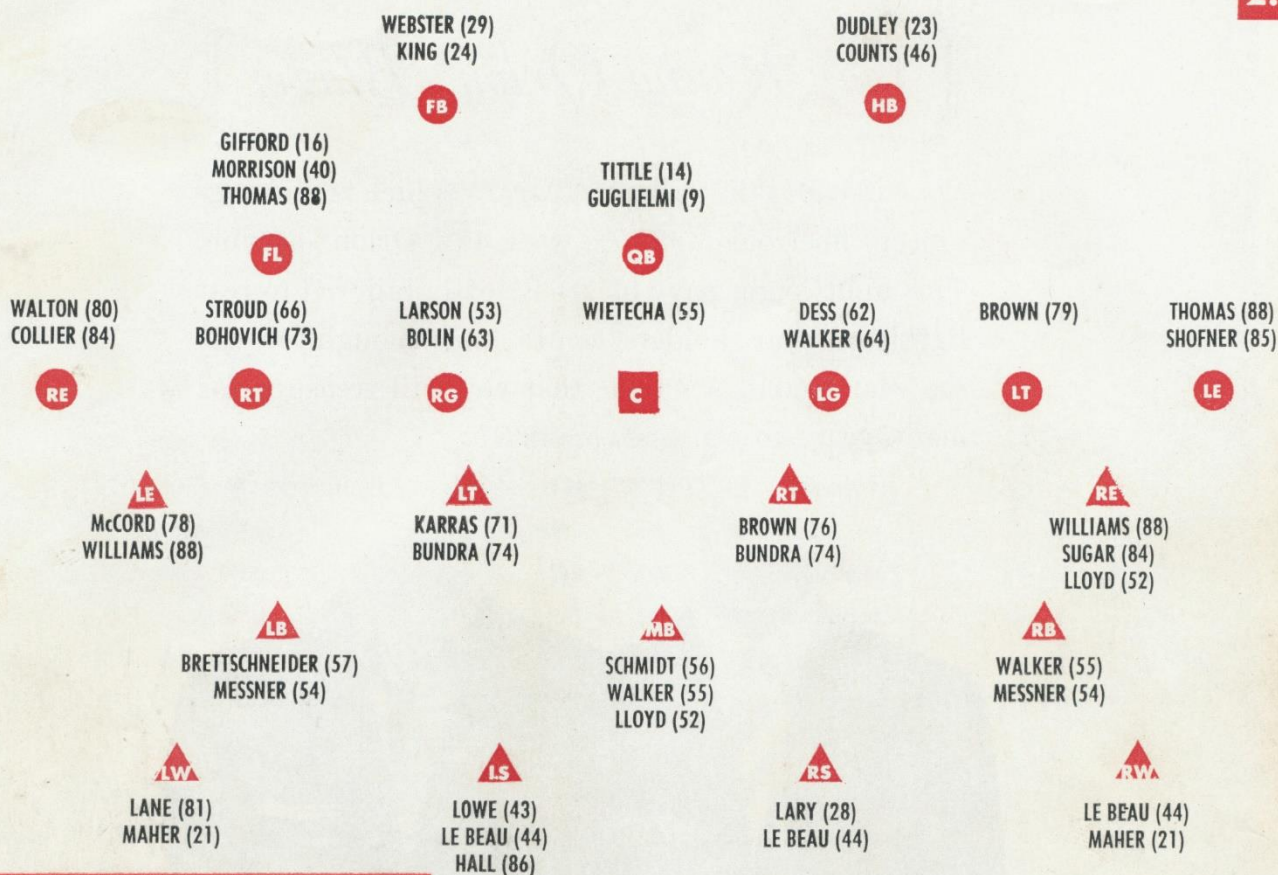 WEBSTER (29)
KING (24)
FB
DUDLEY (23)
COUNTS (46)
HB
GIFFORD (16)
MORRISON (40)
THOMAS (88)
FL
TITTLE (14)
GUGLIELMI (9)
QB
WALTON (80)
COLLIER (84)
RE
STROUD (66)
BOHOVICH (73)
RT
LARSON (53)
BOLIN (63)
RG
WIETECHA (55)
C
DESS (62)
WALKER (64)
LG
BROWN (79)
LT
THOMAS (88)
SHOFNER (85)
LE
LE
McCORD (78)
WILLIAMS (88)
LT
KARRAS (71)
BUNDRA (74)
RT
BROWN (76)
BUNDRA (74)
RE
WILLIAMS (88)
SUGAR (84)
LLOYD (52)
LB
BRETTSCHNEIDER (57)
MESSNER (54)
MB
SCHMIDT (56)
WALKER (55)
LLOYD (52)
RB
WALKER (55)
MESSNER (54)
LW
LANE (81)
MAHER (21)
LS
LOWE (43)
LE BEAU (44)
HALL (86)
RS
LARY (28)
LE BEAU (44)
RW
LE BEAU (44)
MAHER (21)